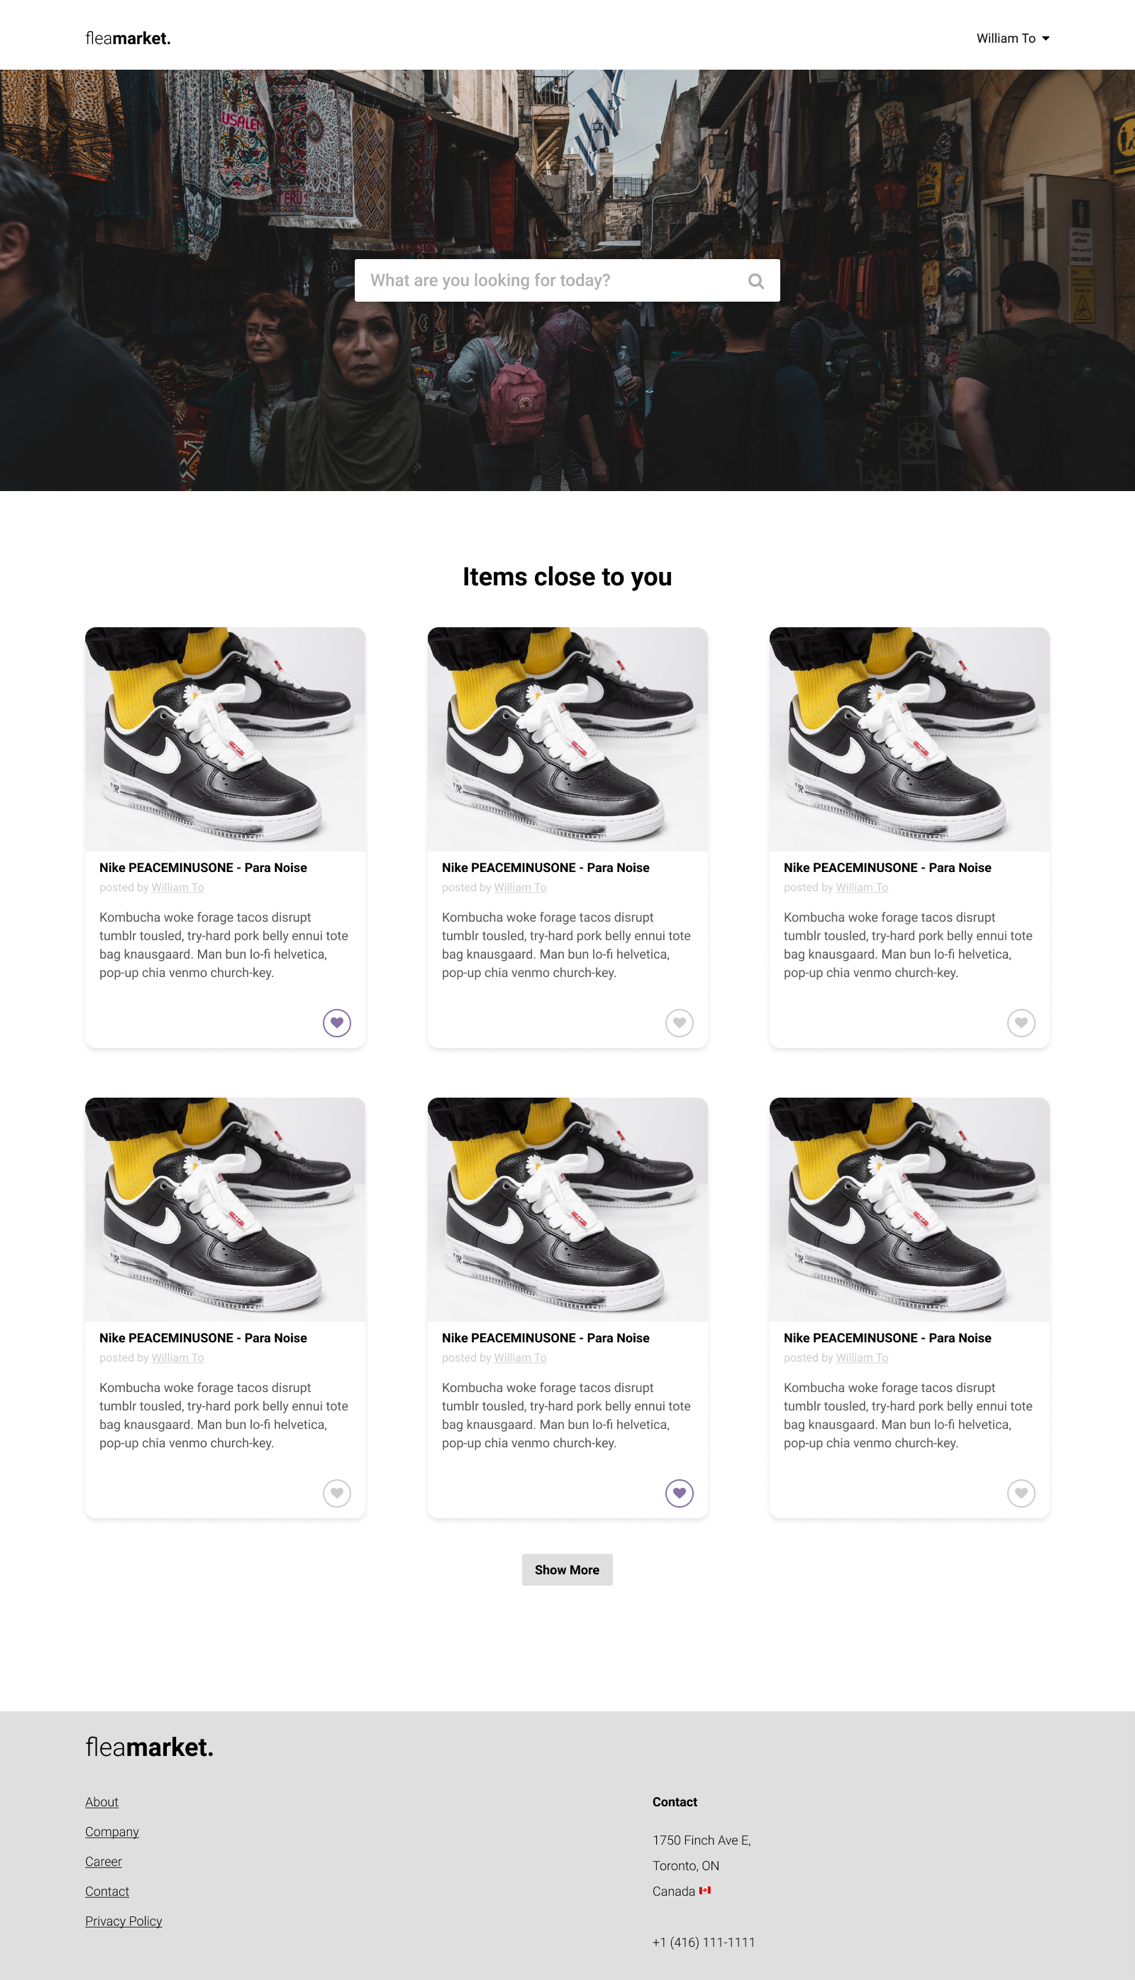 fleamarket.
William To
USALEM
What are you looking for today?
Items close to you
Nike PEACEMINUSONE - Para Noise
posted by William To
Kombucha woke forage tacos disrupt
tumblr tousled, try-hard pork belly ennui tote
bag knausgaard. Man bun lo-fi helvetica,
pop-up chia venmo church-key.
Nike PEACEMINUSONE - Para Noise
posted by William To
Kombucha woke forage tacos disrupt
tumblr tousled, try-hard pork belly ennui tote
bag knausgaard. Man bun lo-fi helvetica,
pop-up chia venmo church-key.
Nike PEACEMINUSONE - Para Noise
posted by William To
Kombucha woke forage tacos disrupt
tumblr tousled, try-hard pork belly ennui tote
bag knausgaard. Man bun lo-fi helvetica,
pop-up chia venmo church-key.
Nike PEACEMINUSONE - Para Noise
posted by William To
Kombucha woke forage tacos disrupt
tumblr tousled, try-hard pork belly ennui tote
bag knausgaard. Man bun lo-fi helvetica,
pop-up chia venmo church-key.
Nike PEACEMINUSONE - Para Noise
posted by William To
Kombucha woke forage tacos disrupt
tumblr tousled, try-hard pork belly ennui tote
bag knausgaard. Man bun lo-fi helvetica,
pop-up chia venmo church-key.
Nike PEACEMINUSONE - Para Noise
posted by William To
Kombucha woke forage tacos disrupt
tumblr tousled, try-hard pork belly ennui tote
bag knausgaard. Man bun lo-fi helvetica,
pop-up chia venmo church-key.
Show More
fleamarket.
About
Company
Career
Contact
Privacy Policy
Contact
1750 Finch Ave E,
Toronto, ON
Canada 🇨🇦
+1 (416) 111-1111